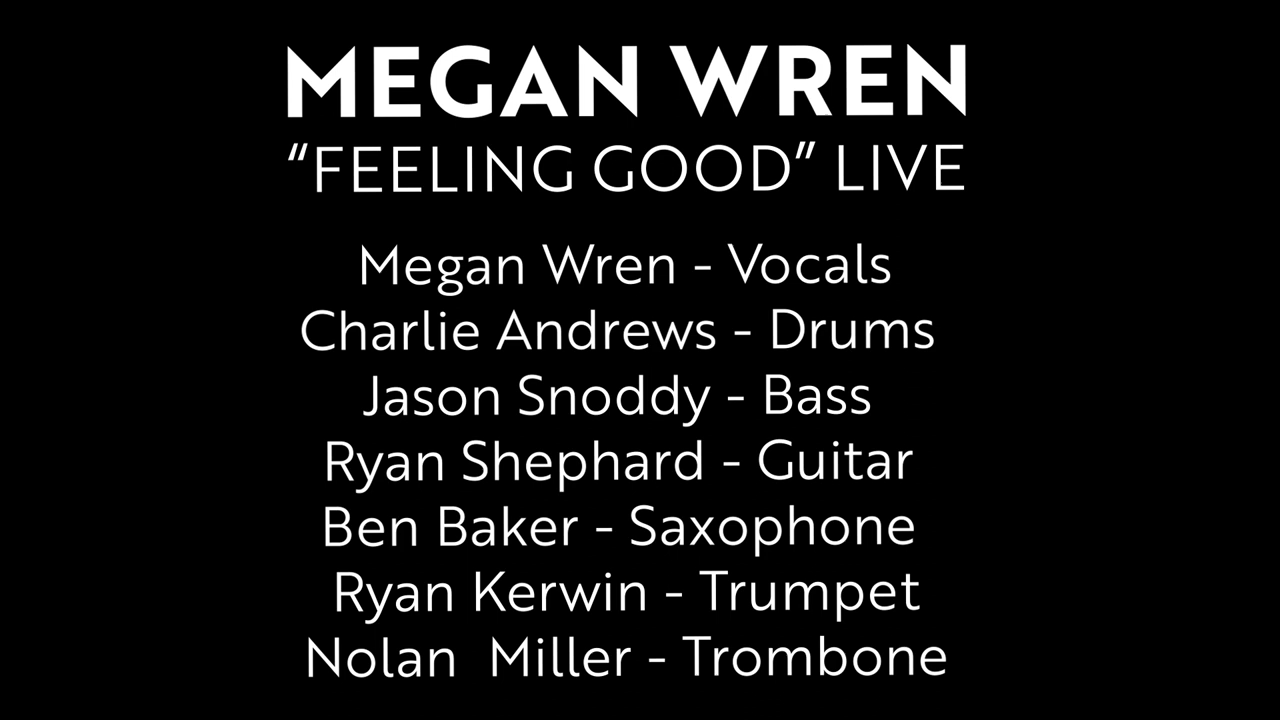 MEGAN WREN
“FEELING GOOD” LIVE
Megan Wren - Vocals
Charlie Andrews - Drums
Jason Snoddy - Bass
Ryan Shephard - Guitar
Ben Baker - Saxophone
Ryan Kerwin - Trumpet
Nolan  Miller - Trombone